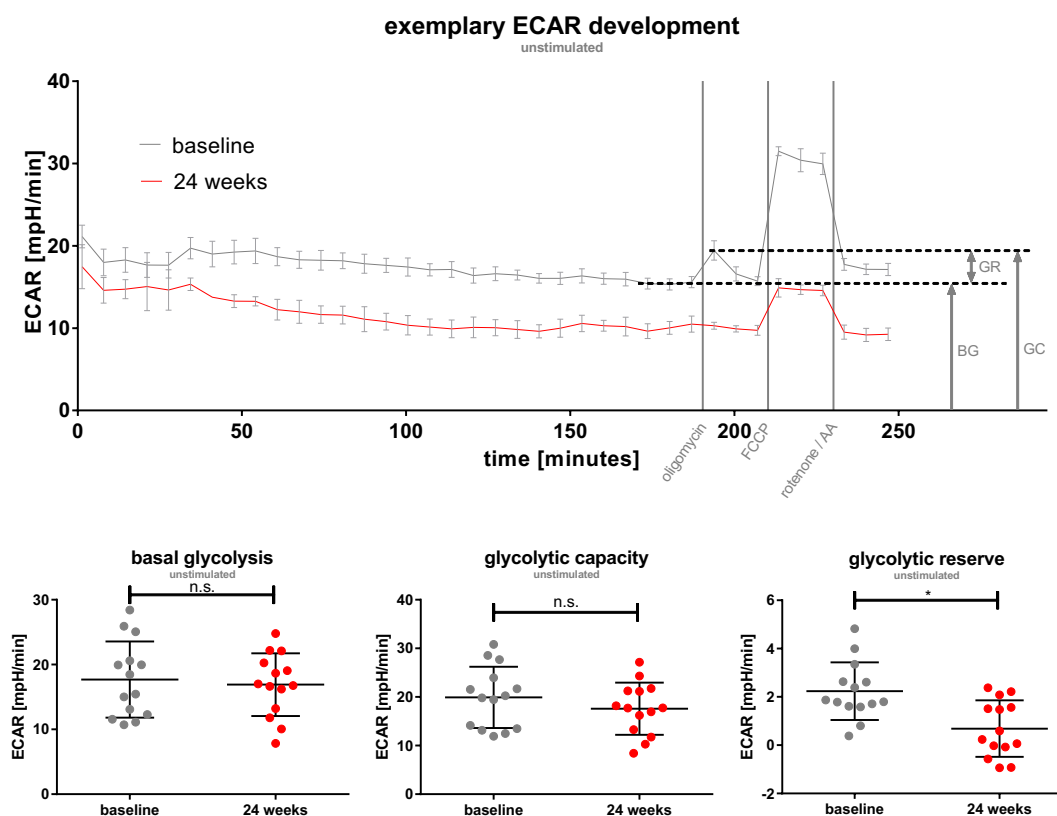 exemplary ECAR development
unstimulated
40
30
20
10
0
ECAR [mpH/min]
baseline
24 weeks
GR
BG
GC
0
50
100
150
200
250
time [minutes]
oligomycin
FCCP
rotenone / AA
basal glycolysis
unstimulated
n.s.
30
20
10
0
ECAR [mpH/min]
baseline
24 weeks
glycolytic capacity
unstimulated
n.s.
40
30
20
10
0
ECAR [mpH/min]
baseline
24 weeks
glycolytic reserve
unstimulated
*
6
4
2
0
-2
ECAR [mpH/min]
baseline
24 weeks